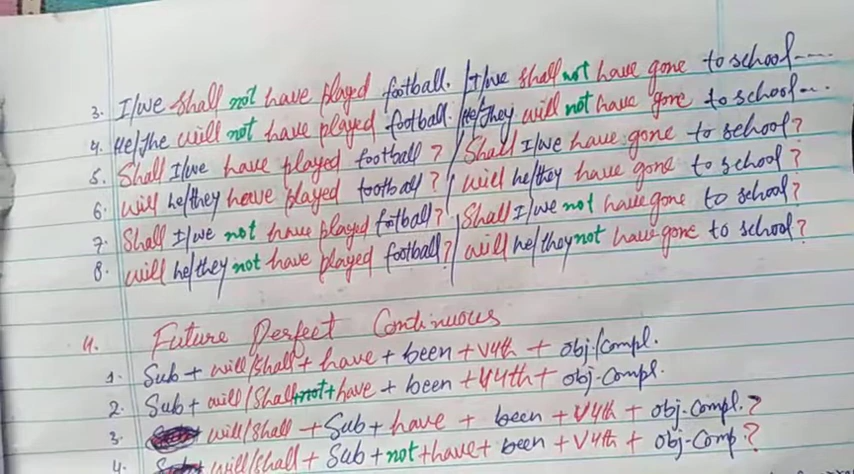 3. I/we shall not have played football. /I/we shall not have gone to school----
4. He/the will not have played football. /He/they will not have gone to school-..
5. Shall I/we have played football? / Shall I/we have gone to school?
6. will he/they have played football? / will he/they have gone to school?
7. Shall I/we not have played football? / Shall I/we not have gone to school?
8. will he/they not have played football? / will he/they not have gone to school?
4. Future Perfect Continuous
1. Sub + will/shall + have + been + V4th + obj./compl.
2. Sub + will/Shall+not+have + been + V4th + obj-Compl.
3. will/shall + Sub + have + been + V4th + obj-Compl.?
4. will/shall + Sub + not + have + been + V4th + obj-Comp.?